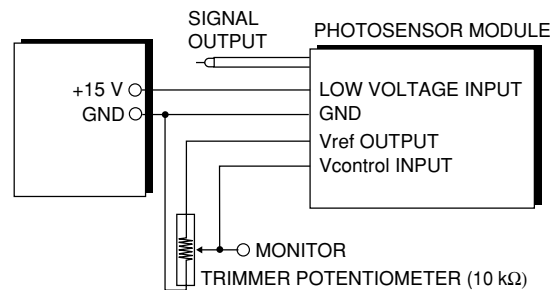 SIGNAL
OUTPUT
PHOTOSENSOR MODULE
+15 V
GND
LOW VOLTAGE INPUT
GND
Vref OUTPUT
Vcontrol INPUT
MONITOR
TRIMMER POTENTIOMETER (10 kΩ)